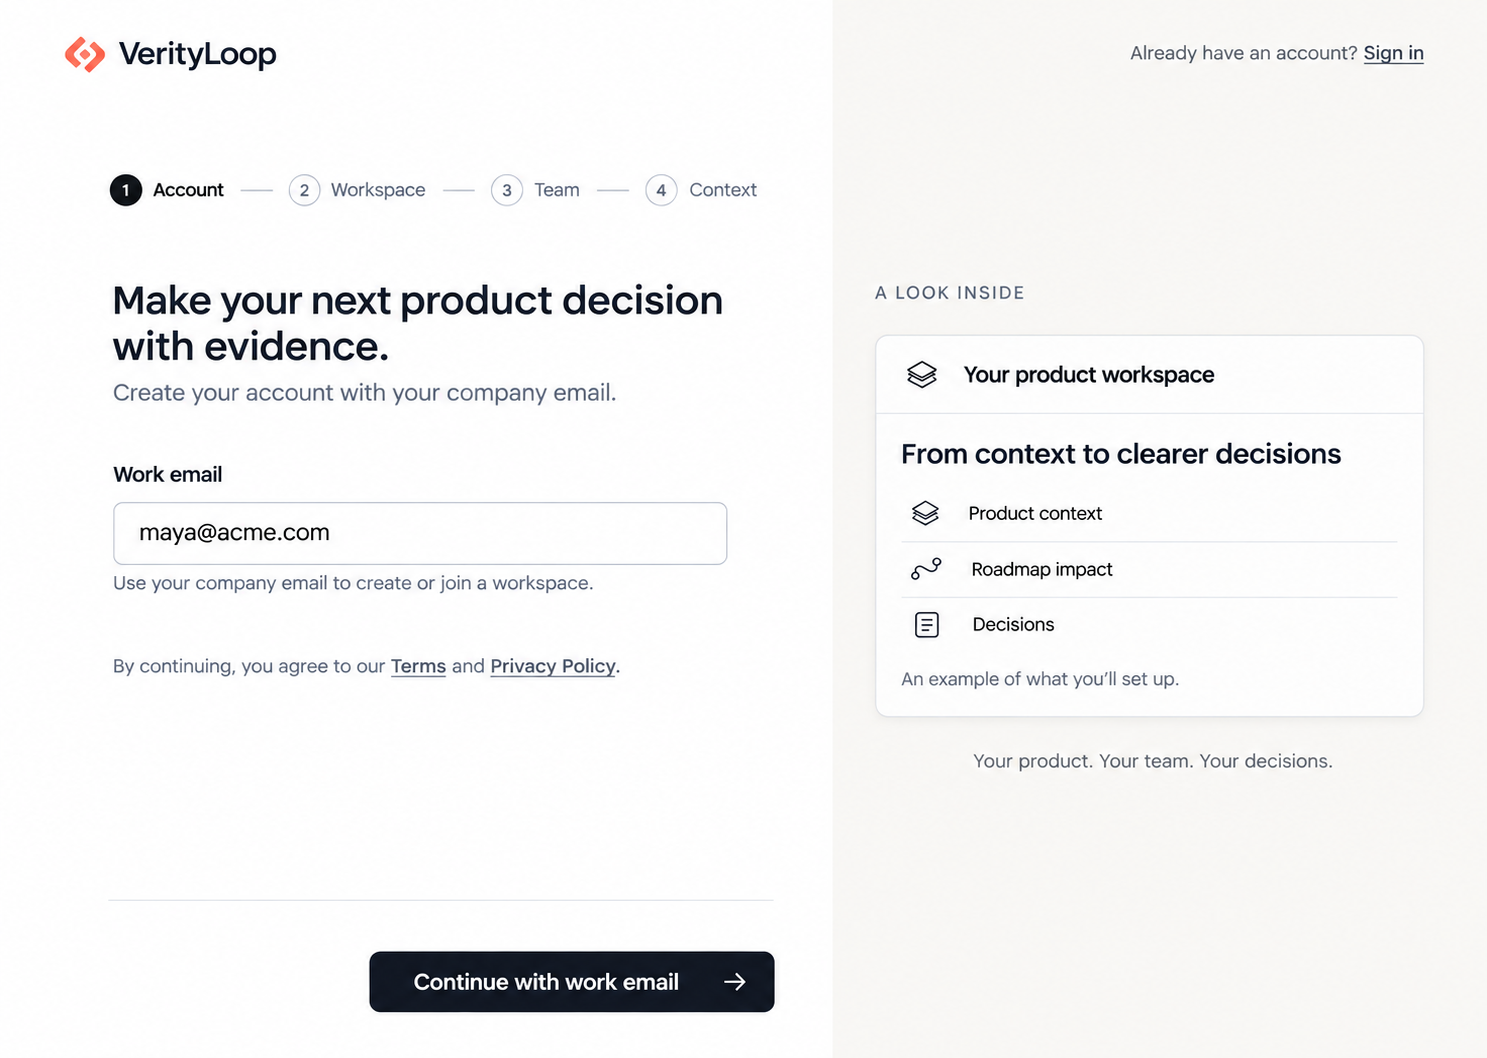 VerityLoop
Already have an account? Sign in
1 Account
2 Workspace
3 Team
4 Context
Make your next product decision
with evidence.
Create your account with your company email.
Work email
maya@acme.com
Use your company email to create or join a workspace.
By continuing, you agree to our Terms and Privacy Policy.
Continue with work email
A LOOK INSIDE
Your product workspace
From context to clearer decisions
Product context
Roadmap impact
Decisions
An example of what you’ll set up.
Your product. Your team. Your decisions.